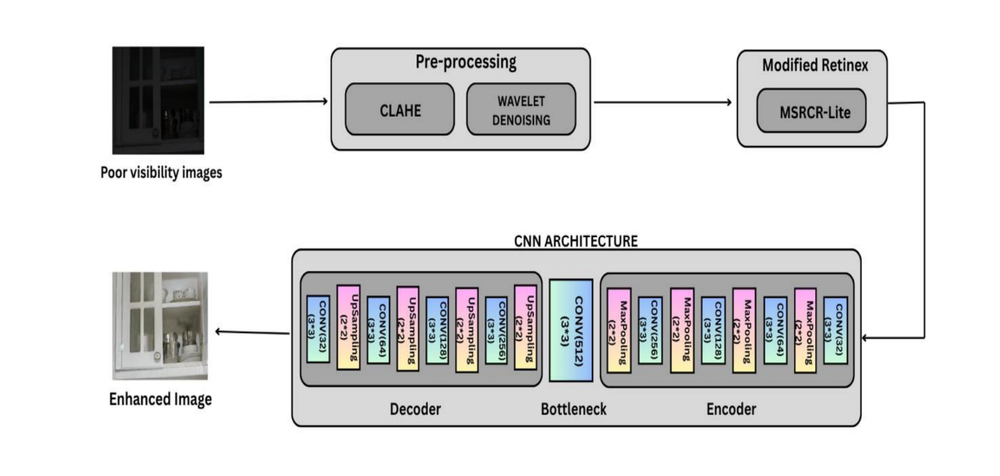 Pre-processing
CLAHE
WAVELET
DENOISING
Modified Retinex
MSRCR-Lite
Poor visibility images
CNN ARCHITECTURE
CONV(32)
(3*3)
UpSampling
(2*2)
CONV(64)
(3*3)
UpSampling
(2*2)
CONV(128)
(3*3)
UpSampling
(2*2)
CONV(256)
(3*3)
UpSampling
(2*2)
CONV(512)
(3*3)
MaxPooling
(2*2)
CONV(256)
(3*3)
MaxPooling
(2*2)
CONV(128)
(3*3)
MaxPooling
(2*2)
CONV(64)
(3*3)
MaxPooling
(2*2)
CONV(32)
(3*3)
Enhanced Image
Decoder
Bottleneck
Encoder